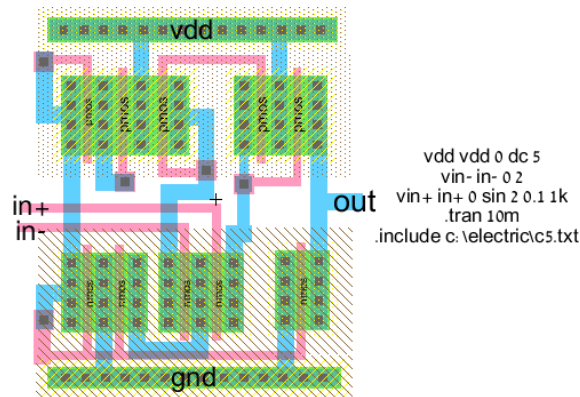 vdd
pmos pmos pmos pmos
vdd vdd 0 dc 5
vin- in- 0 2
vin+ in+ 0 sin 2 0.1 1k
.tran 10m
.include c:\electric\c5.txt
in+
in-
out
nmos nmos nmos nmos nmos
gnd